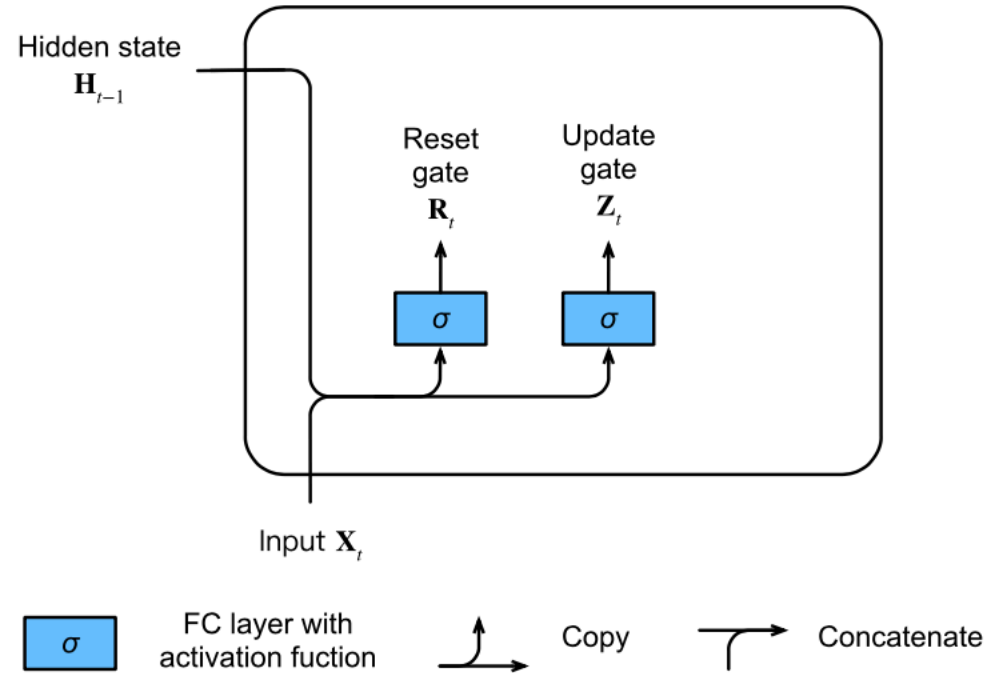 Hidden state
H_{t−1}
Reset
gate
R_t
Update
gate
Z_t
σ
σ
Input X_t
σ
FC layer with
activation fuction
Copy
Concatenate